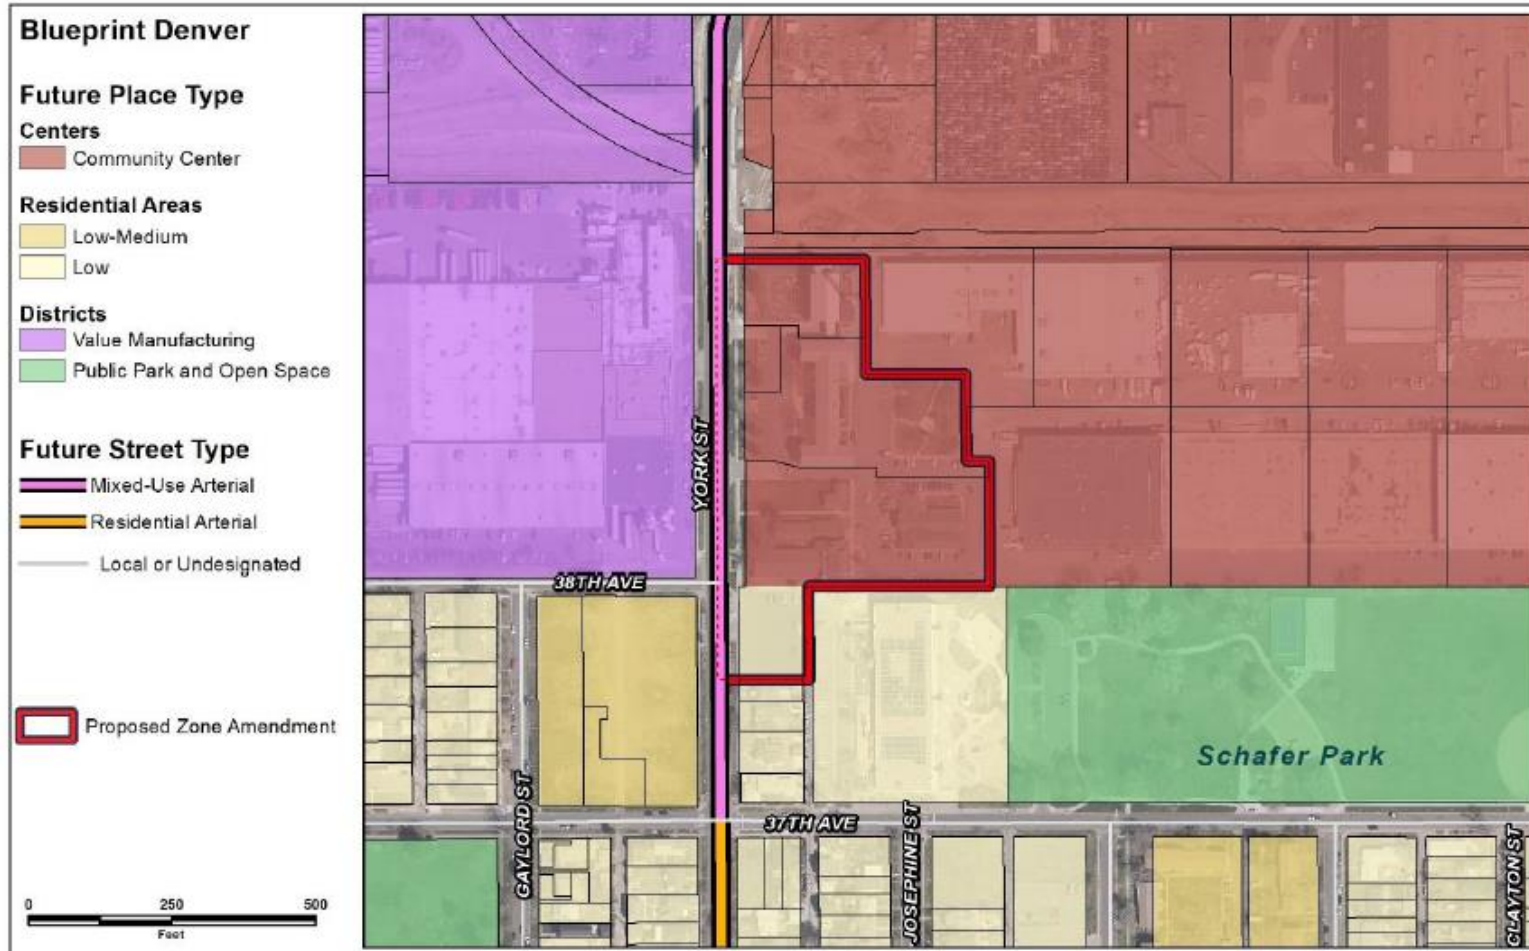 Blueprint Denver
Future Place Type
Centers
Community Center
Residential Areas
Low-Medium
Low
Districts
Value Manufacturing
Public Park and Open Space
Future Street Type
Mixed-Use Arterial
Residential Arterial
Local or Undesignated
Proposed Zone Amendment
0 250 500
Feet
YORK ST
38TH AVE
Schafer Park
GAYLORD ST
37TH AVE
JOSEPHINE ST
CLAYTON ST